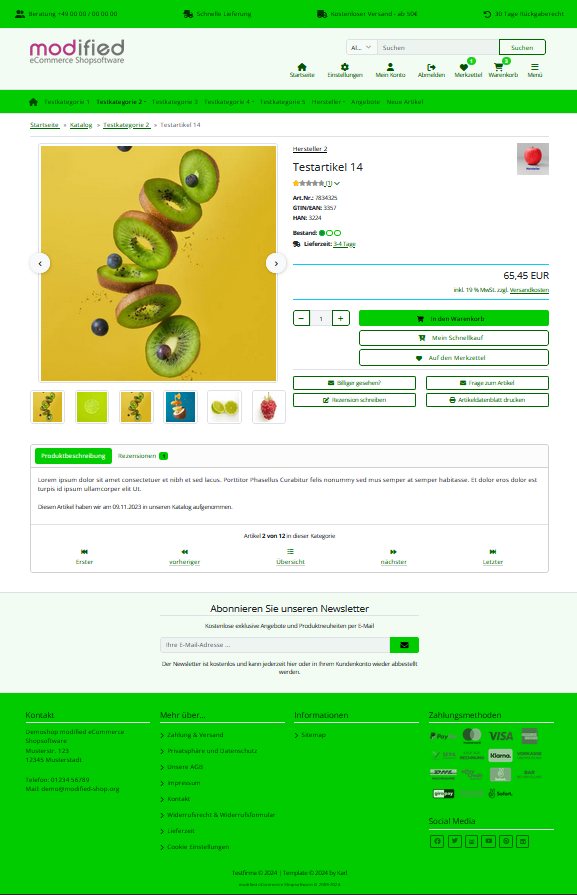 Beratung +49 00 00 / 00 00 00
Schnelle Lieferung
Kostenloser Versand - ab 50€
30 Tage Rückgaberecht
modified
eCommerce Shopsoftware
Al...
Suchen
Suchen
Startseite
Einstellungen
Mein Konto
Abmelden
1
Merkzettel
3
Warenkorb
Menü
Testkategorie 1
Testkategorie 2
Testkategorie 3
Testkategorie 4
Testkategorie 5
Hersteller
Angebote
Neue Artikel
Startseite » Katalog » Testkategorie 2 » Testartikel 14
Hersteller 2
Testartikel 14
(1)
Art.Nr.: 7834325
GTIN/EAN: 3357
HAN: 3224
Bestand:
Lieferzeit: 3-4 Tage
65,45 EUR
inkl. 19 % MwSt. zzgl. Versandkosten
− 1 +
In den Warenkorb
Mein Schnellkauf
Auf den Merkzettel
Billiger gesehen?
Frage zum Artikel
Rezension schreiben
Artikeldatenblatt drucken
Produktbeschreibung
Rezensionen 1
Lorem ipsum dolor sit amet consectetuer et nibh et sed lacus. Porttitor Phasellus Curabitur felis nonummy sed mus semper at semper habitasse. Et dolor eros dolor est
turpis id ipsum ullamcorper elit Ut.
Diesen Artikel haben wir am 09.11.2023 in unseren Katalog aufgenommen.
Artikel 2 von 12 in dieser Kategorie
Erster
vorheriger
Übersicht
nächster
Letzter
Abonnieren Sie unseren Newsletter
Kostenlose exklusive Angebote und Produktneuheiten per E-Mail
Ihre E-Mail-Adresse ...
Der Newsletter ist kostenlos und kann jederzeit hier oder in Ihrem Kundenkonto wieder abbestellt
werden.
Kontakt
Demoshop modified eCommerce
Shopsoftware
Musterstr. 123
12345 Musterstadt
Telefon: 01234 56789
Mail: demo@modified-shop.org
Mehr über...
Zahlung & Versand
Privatsphäre und Datenschutz
Unsere AGB
Impressum
Kontakt
Widerrufsrecht & Widerrufsformular
Lieferzeit
Cookie Einstellungen
Informationen
Sitemap
Zahlungsmethoden
PayPal
VISA
Klarna.
DHL
giropay
Sofort.
Social Media
Testfirma © 2024 | Template © 2024 by Karl
modified eCommerce Shopsoftware © 2009-2024